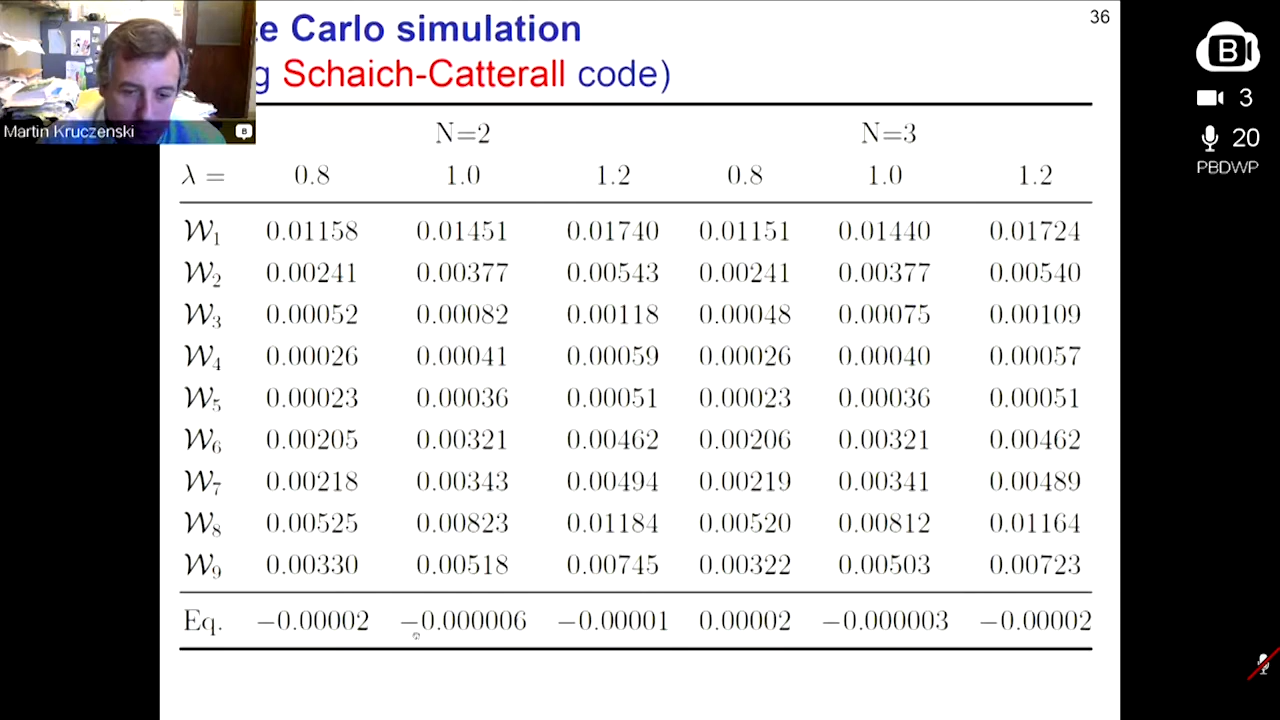 te Carlo simulation
36
g Schaich-Catterall code)
Martin Kruczenski
B
B
3
20
PBDWP
N=2 N=3
λ = 0.8 1.0 1.2 0.8 1.0 1.2
𝒲₁ 0.01158 0.01451 0.01740 0.01151 0.01440 0.01724
𝒲₂ 0.00241 0.00377 0.00543 0.00241 0.00377 0.00540
𝒲₃ 0.00052 0.00082 0.00118 0.00048 0.00075 0.00109
𝒲₄ 0.00026 0.00041 0.00059 0.00026 0.00040 0.00057
𝒲₅ 0.00023 0.00036 0.00051 0.00023 0.00036 0.00051
𝒲₆ 0.00205 0.00321 0.00462 0.00206 0.00321 0.00462
𝒲₇ 0.00218 0.00343 0.00494 0.00219 0.00341 0.00489
𝒲₈ 0.00525 0.00823 0.01184 0.00520 0.00812 0.01164
𝒲₉ 0.00330 0.00518 0.00745 0.00322 0.00503 0.00723
Eq. −0.00002 −0.000006 −0.00001 0.00002 −0.000003 −0.00002